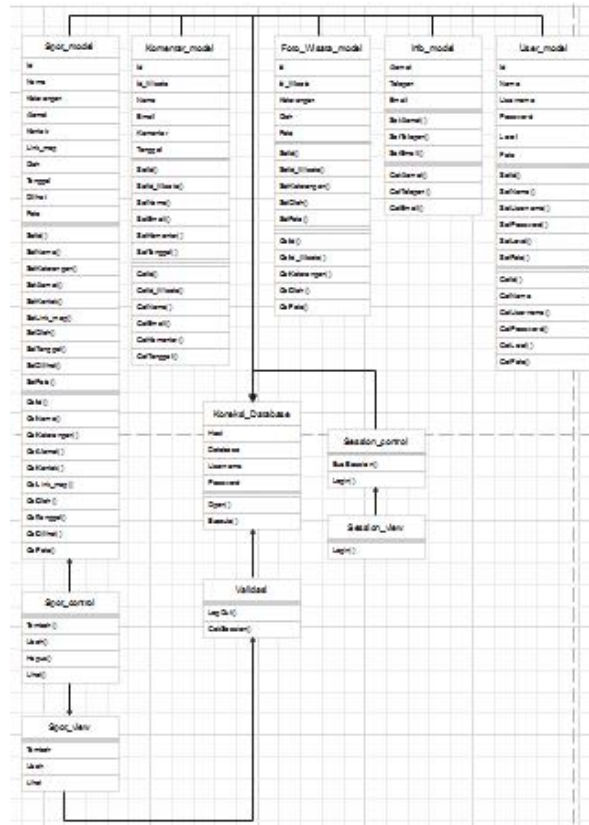 Spot_model
Id
Nama
Keterangan
Alamat
Kontak
Link_map
Oleh
Tanggal
Dilihat
Foto
SetId()
SetNama()
SetKeterangan()
SetAlamat()
SetKontak()
SetLink_map()
SetOleh()
SetTanggal()
SetDilihat()
SetFoto()
GetId()
GetNama()
GetKeterangan()
GetAlamat()
GetKontak()
GetLink_map()
GetOleh()
GetTanggal()
GetDilihat()
GetFoto()
Komentar_model
Id
Id_Wisata
Nama
Email
Komentar
Tanggal
SetId()
SetId_Wisata()
SetNama()
SetEmail()
SetKomentar()
SetTanggal()
GetId()
GetId_Wisata()
GetNama()
GetEmail()
GetKomentar()
GetTanggal()
Foto_Wisata_model
Id
Id_Wisata
Keterangan
Oleh
Foto
SetId()
SetId_Wisata()
SetKeterangan()
SetOleh()
SetFoto()
GetId()
GetId_Wisata()
GetKeterangan()
GetOleh()
GetFoto()
Info_model
Alamat
Telepon
Email
SetAlamat()
SetTelepon()
SetEmail()
GetAlamat()
GetTelepon()
GetEmail()
User_model
Id
Nama
Username
Password
Level
Foto
SetId()
SetNama()
SetUsername()
SetPassword()
SetLevel()
SetFoto()
GetId()
GetNama
GetUsername()
GetPassword()
GetLevel()
GetFoto()
Koneksi_Database
Host
Database
Username
Password
Open()
Execute()
Session_control
BuatSession()
Login()
Session_view
Login()
Validasi
LogOut()
CekSession()
Spot_control
Tambah()
Ubah()
Hapus()
Lihat()
Spot_view
Tambah
Ubah
Lihat